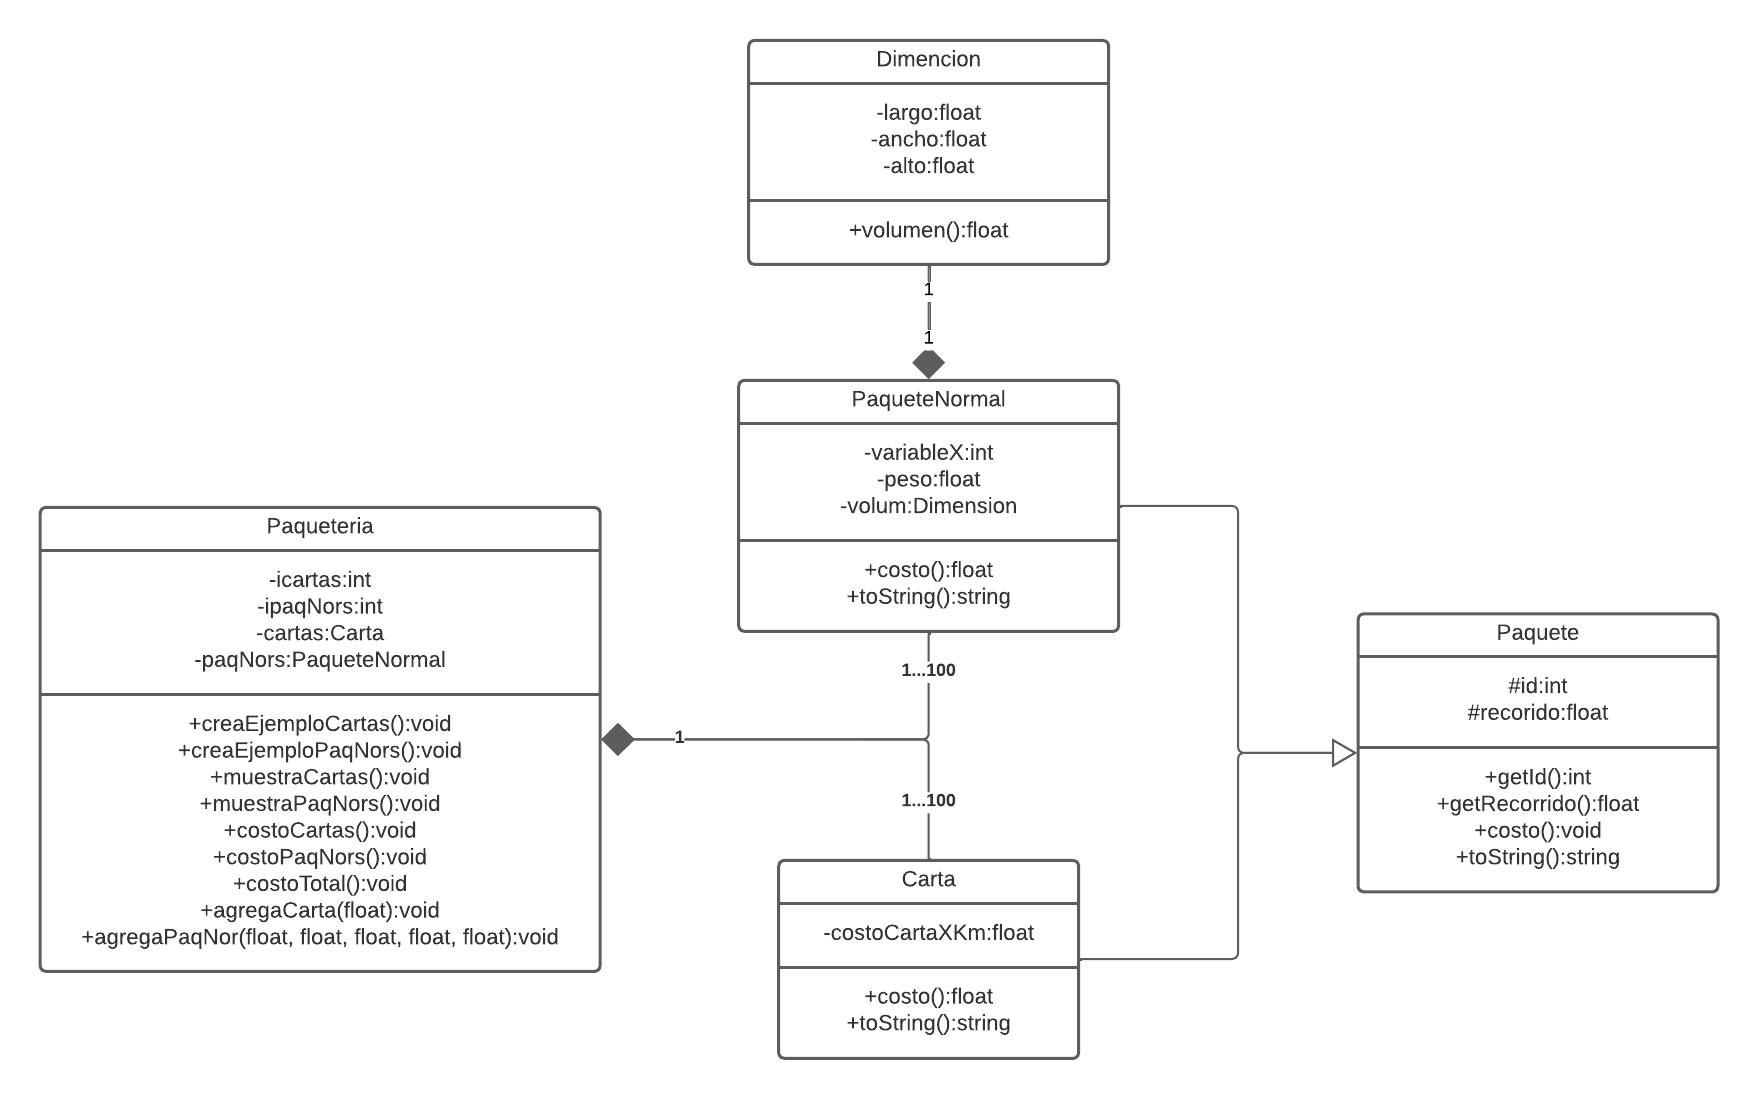 Dimencion
-largo:float
-ancho:float
-alto:float
+volumen():float
1
1
PaqueteNormal
-variableX:int
-peso:float
-volum:Dimension
+costo():float
+toString():string
Paqueteria
-icartas:int
-ipaqNors:int
-cartas:Carta
-paqNors:PaqueteNormal
+creaEjemploCartas():void
+creaEjemploPaqNors():void
+muestraCartas():void
+muestraPaqNors():void
+costoCartas():void
+costoPaqNors():void
+costoTotal():void
+agregaCarta(float):void
+agregaPaqNor(float, float, float, float, float):void
1
1...100
1...100
Carta
-costoCartaXKm:float
+costo():float
+toString():string
Paquete
#id:int
#recorido:float
+getId():int
+getRecorrido():float
+costo():void
+toString():string